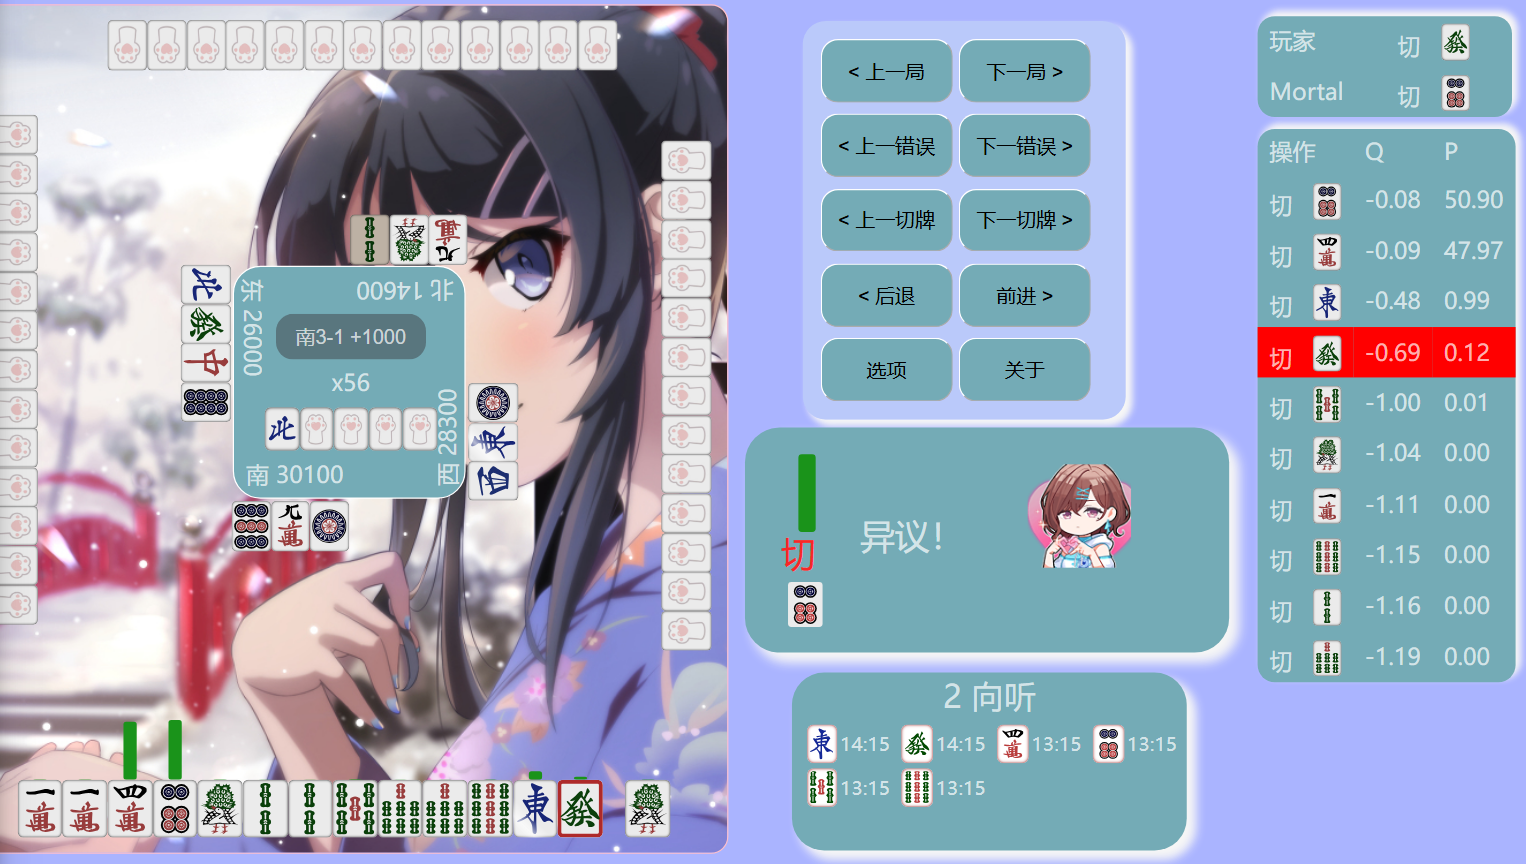 东 26000
北 14600
南3-1 +1000
x56
西 28300
南 30100
< 上一局
下一局 >
< 上一错误
下一错误 >
< 上一切牌
下一切牌 >
< 后退
前进 >
选项
关于
切
异议！
2 向听
14:15
14:15
13:15
13:15
13:15
13:15
玩家 切
Mortal 切
操作 Q P
切 -0.08 50.90
切 -0.09 47.97
切 -0.48 0.99
切 -0.69 0.12
切 -1.00 0.01
切 -1.04 0.00
切 -1.11 0.00
切 -1.15 0.00
切 -1.16 0.00
切 -1.19 0.00